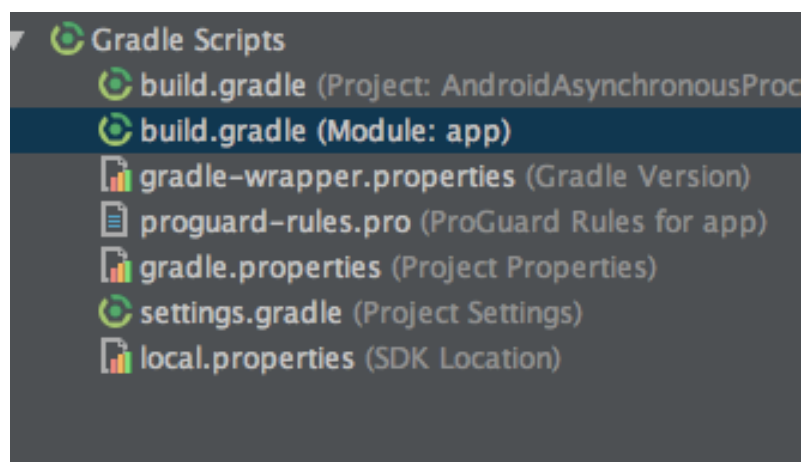 Gradle Scripts
build.gradle (Project: AndroidAsynchronousProc
build.gradle (Module: app)
gradle-wrapper.properties (Gradle Version)
proguard-rules.pro (ProGuard Rules for app)
gradle.properties (Project Properties)
settings.gradle (Project Settings)
local.properties (SDK Location)